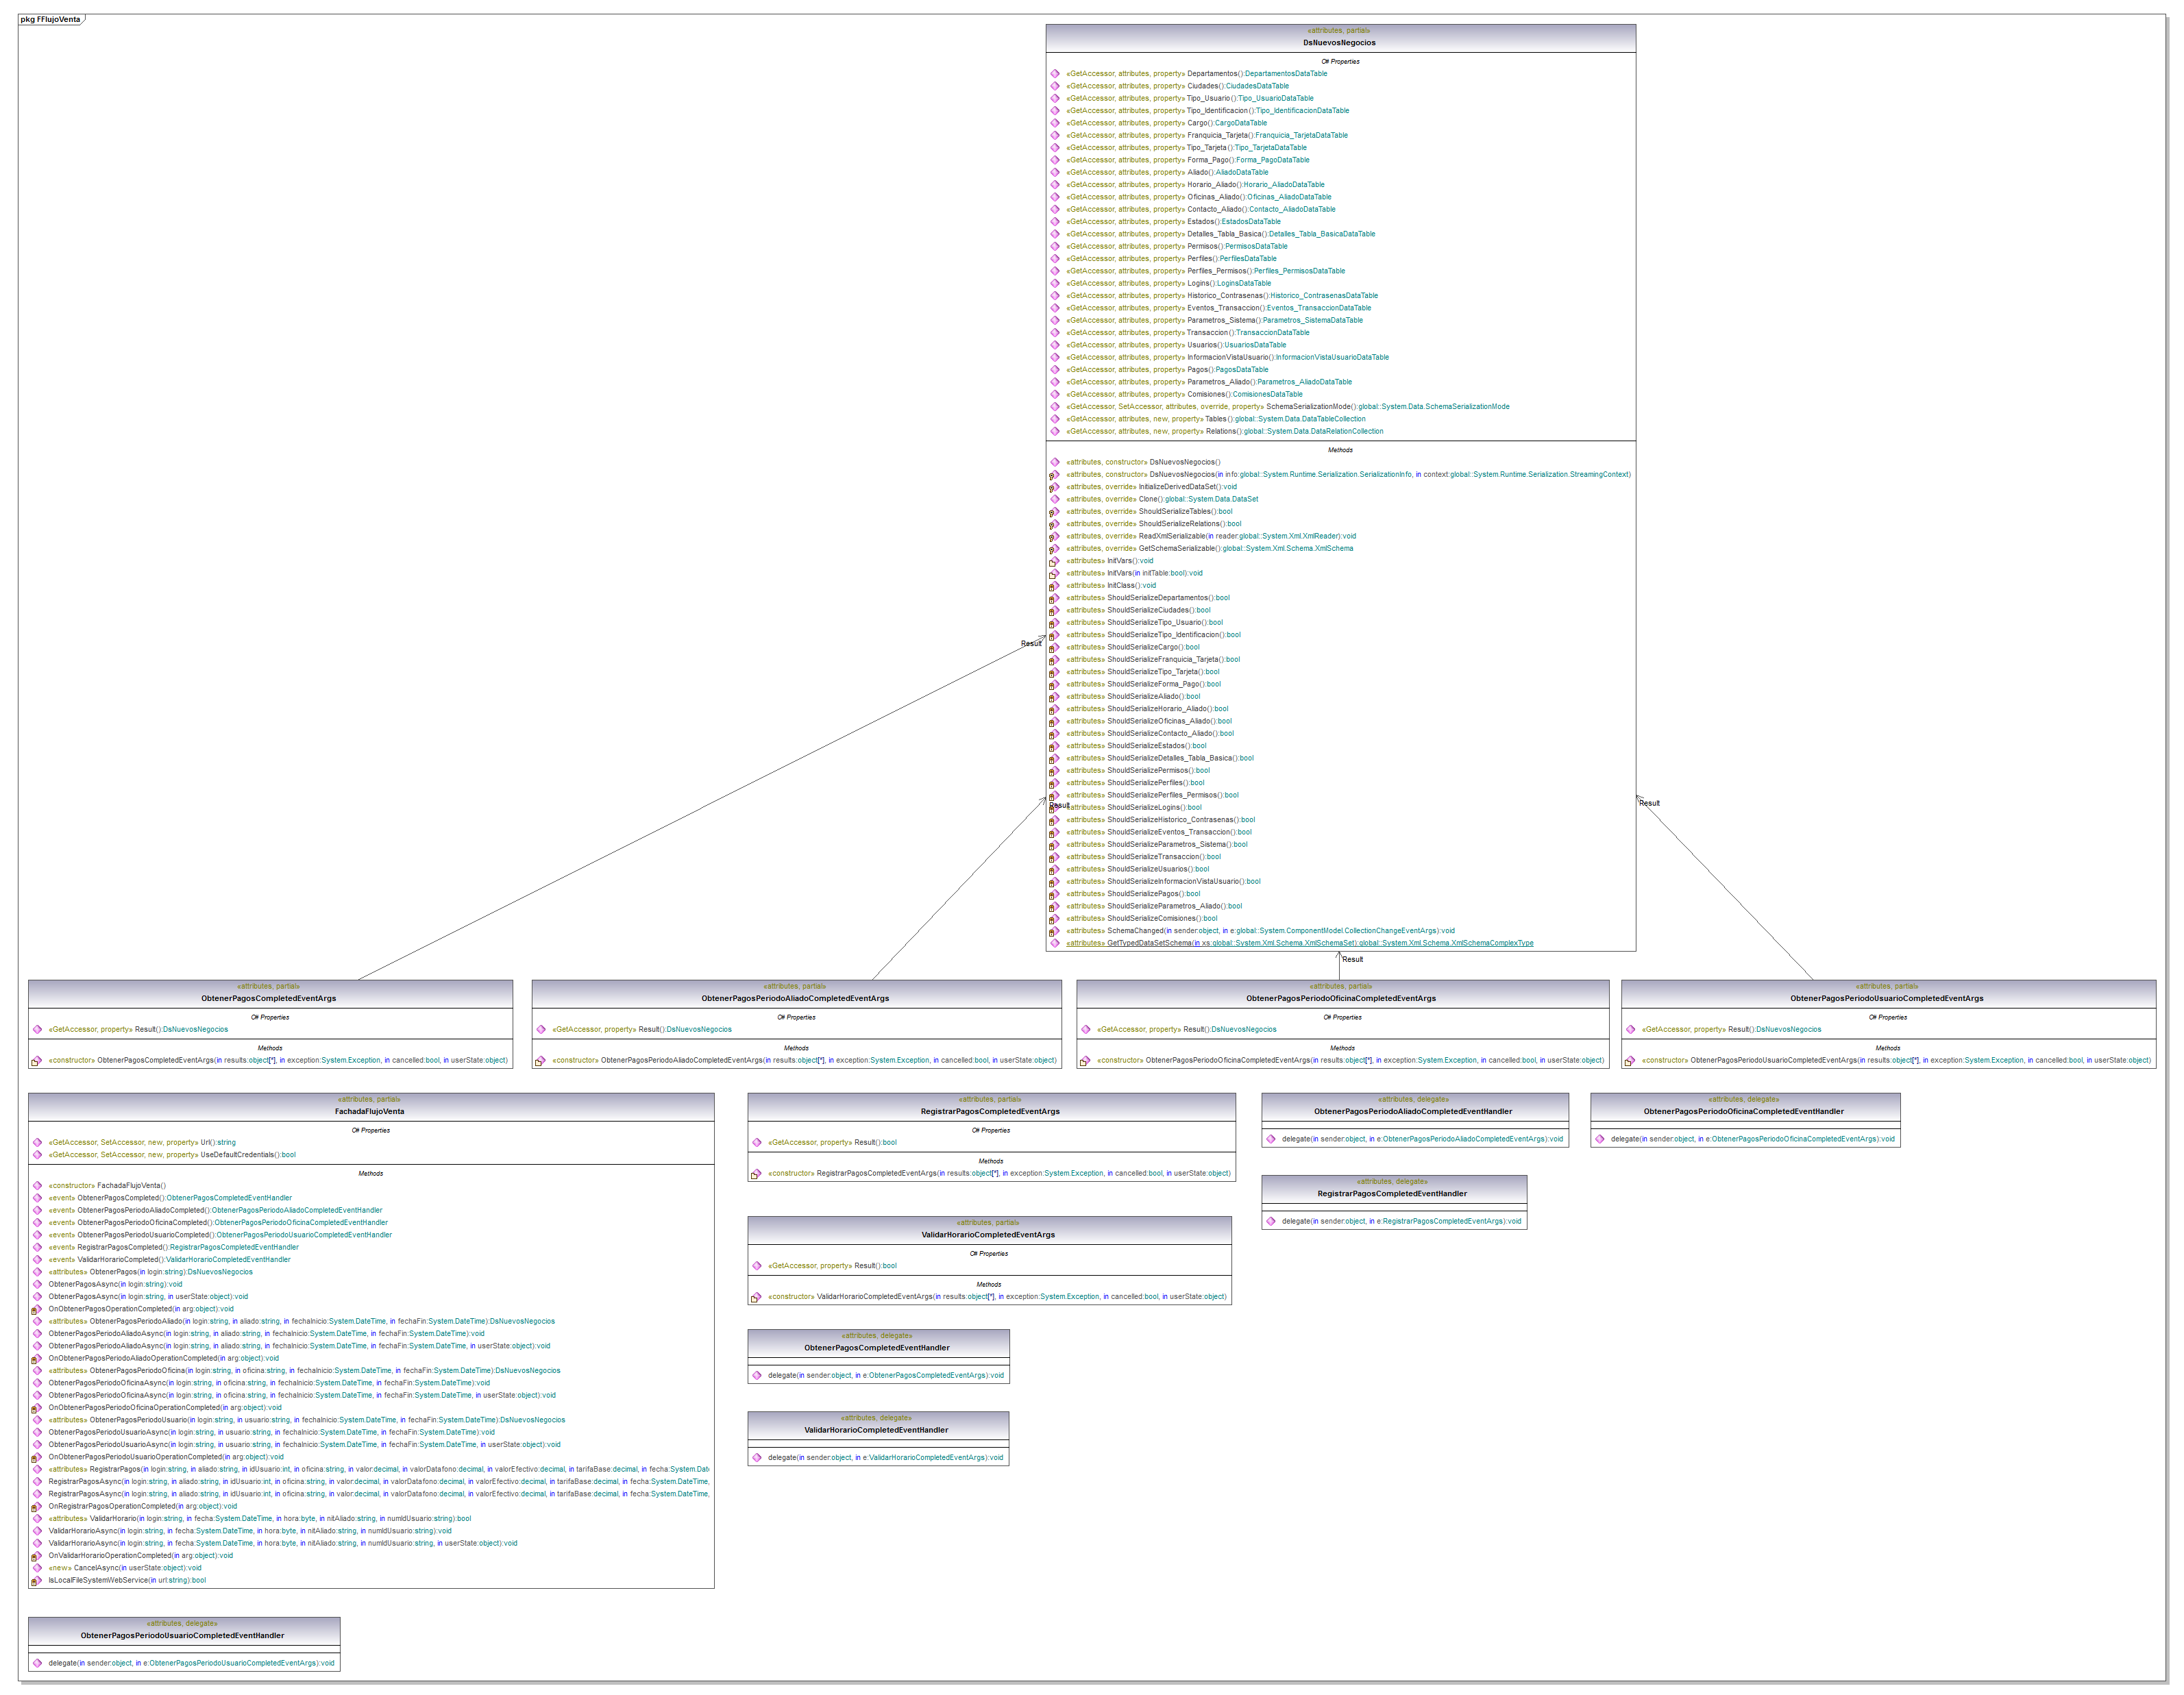 pkg FFlujoVenta
«attributes, partial»
DsNuevosNegocios
C# Properties
«GetAccessor, attributes, property» Departamentos():DepartamentosDataTable
«GetAccessor, attributes, property» Ciudades():CiudadesDataTable
«GetAccessor, attributes, property» Tipo_Usuario():Tipo_UsuarioDataTable
«GetAccessor, attributes, property» Tipo_Identificacion():Tipo_IdentificacionDataTable
«GetAccessor, attributes, property» Cargo():CargoDataTable
«GetAccessor, attributes, property» Franquicia_Tarjeta():Franquicia_TarjetaDataTable
«GetAccessor, attributes, property» Tipo_Tarjeta():Tipo_TarjetaDataTable
«GetAccessor, attributes, property» Forma_Pago():Forma_PagoDataTable
«GetAccessor, attributes, property» Aliado():AliadoDataTable
«GetAccessor, attributes, property» Horario_Aliado():Horario_AliadoDataTable
«GetAccessor, attributes, property» Oficinas_Aliado():Oficinas_AliadoDataTable
«GetAccessor, attributes, property» Contacto_Aliado():Contacto_AliadoDataTable
«GetAccessor, attributes, property» Estados():EstadosDataTable
«GetAccessor, attributes, property» Detalles_Tabla_Basica():Detalles_Tabla_BasicaDataTable
«GetAccessor, attributes, property» Permisos():PermisosDataTable
«GetAccessor, attributes, property» Perfiles():PerfilesDataTable
«GetAccessor, attributes, property» Perfiles_Permisos():Perfiles_PermisosDataTable
«GetAccessor, attributes, property» Logins():LoginsDataTable
«GetAccessor, attributes, property» Historico_Contrasenas():Historico_ContrasenasDataTable
«GetAccessor, attributes, property» Eventos_Transaccion():Eventos_TransaccionDataTable
«GetAccessor, attributes, property» Parametros_Sistema():Parametros_SistemaDataTable
«GetAccessor, attributes, property» Transaccion():TransaccionDataTable
«GetAccessor, attributes, property» Usuarios():UsuariosDataTable
«GetAccessor, attributes, property» InformacionVistaUsuario():InformacionVistaUsuarioDataTable
«GetAccessor, attributes, property» Pagos():PagosDataTable
«GetAccessor, attributes, property» Parametros_Aliado():Parametros_AliadoDataTable
«GetAccessor, attributes, property» Comisiones():ComisionesDataTable
«GetAccessor, SetAccessor, attributes, override, property» SchemaSerializationMode():global::System.Data.SchemaSerializationMode
«GetAccessor, attributes, new, property» Tables():global::System.Data.DataTableCollection
«GetAccessor, attributes, new, property» Relations():global::System.Data.DataRelationCollection
Methods
«attributes, constructor» DsNuevosNegocios()
«attributes, constructor» DsNuevosNegocios(in info:global::System.Runtime.Serialization.SerializationInfo, in context:global::System.Runtime.Serialization.StreamingContext)
«attributes, override» InitializeDerivedDataSet():void
«attributes, override» Clone():global::System.Data.DataSet
«attributes, override» ShouldSerializeTables():bool
«attributes, override» ShouldSerializeRelations():bool
«attributes, override» ReadXmlSerializable(in reader:global::System.Xml.XmlReader):void
«attributes, override» GetSchemaSerializable():global::System.Xml.Schema.XmlSchema
«attributes» InitVars():void
«attributes» InitVars(in initTable:bool):void
«attributes» InitClass():void
«attributes» ShouldSerializeDepartamentos():bool
«attributes» ShouldSerializeCiudades():bool
«attributes» ShouldSerializeTipo_Usuario():bool
«attributes» ShouldSerializeTipo_Identificacion():bool
«attributes» ShouldSerializeCargo():bool
«attributes» ShouldSerializeFranquicia_Tarjeta():bool
«attributes» ShouldSerializeTipo_Tarjeta():bool
«attributes» ShouldSerializeForma_Pago():bool
«attributes» ShouldSerializeAliado():bool
«attributes» ShouldSerializeHorario_Aliado():bool
«attributes» ShouldSerializeOficinas_Aliado():bool
«attributes» ShouldSerializeContacto_Aliado():bool
«attributes» ShouldSerializeEstados():bool
«attributes» ShouldSerializeDetalles_Tabla_Basica():bool
«attributes» ShouldSerializePermisos():bool
«attributes» ShouldSerializePerfiles():bool
«attributes» ShouldSerializePerfiles_Permisos():bool
«attributes» ShouldSerializeLogins():bool
«attributes» ShouldSerializeHistorico_Contrasenas():bool
«attributes» ShouldSerializeEventos_Transaccion():bool
«attributes» ShouldSerializeParametros_Sistema():bool
«attributes» ShouldSerializeTransaccion():bool
«attributes» ShouldSerializeUsuarios():bool
«attributes» ShouldSerializeInformacionVistaUsuario():bool
«attributes» ShouldSerializePagos():bool
«attributes» ShouldSerializeParametros_Aliado():bool
«attributes» ShouldSerializeComisiones():bool
«attributes» SchemaChanged(in sender:object, in e:global::System.ComponentModel.CollectionChangeEventArgs):void
«attributes» GetTypedDataSetSchema(in xs:global::System.Xml.Schema.XmlSchemaSet):global::System.Xml.Schema.XmlSchemaComplexType
Result
Result
Result
Result
«attributes, partial»
ObtenerPagosCompletedEventArgs
C# Properties
«GetAccessor, property» Result():DsNuevosNegocios
Methods
«constructor» ObtenerPagosCompletedEventArgs(in results:object[*], in exception:System.Exception, in cancelled:bool, in userState:object)
«attributes, partial»
ObtenerPagosPeriodoAliadoCompletedEventArgs
C# Properties
«GetAccessor, property» Result():DsNuevosNegocios
Methods
«constructor» ObtenerPagosPeriodoAliadoCompletedEventArgs(in results:object[*], in exception:System.Exception, in cancelled:bool, in userState:object)
«attributes, partial»
ObtenerPagosPeriodoOficinaCompletedEventArgs
C# Properties
«GetAccessor, property» Result():DsNuevosNegocios
Methods
«constructor» ObtenerPagosPeriodoOficinaCompletedEventArgs(in results:object[*], in exception:System.Exception, in cancelled:bool, in userState:object)
«attributes, partial»
ObtenerPagosPeriodoUsuarioCompletedEventArgs
C# Properties
«GetAccessor, property» Result():DsNuevosNegocios
Methods
«constructor» ObtenerPagosPeriodoUsuarioCompletedEventArgs(in results:object[*], in exception:System.Exception, in cancelled:bool, in userState:object)
«attributes, partial»
FachadaFlujoVenta
C# Properties
«GetAccessor, SetAccessor, new, property» Url():string
«GetAccessor, SetAccessor, new, property» UseDefaultCredentials():bool
Methods
«constructor» FachadaFlujoVenta()
«event» ObtenerPagosCompleted():ObtenerPagosCompletedEventHandler
«event» ObtenerPagosPeriodoAliadoCompleted():ObtenerPagosPeriodoAliadoCompletedEventHandler
«event» ObtenerPagosPeriodoOficinaCompleted():ObtenerPagosPeriodoOficinaCompletedEventHandler
«event» ObtenerPagosPeriodoUsuarioCompleted():ObtenerPagosPeriodoUsuarioCompletedEventHandler
«event» RegistrarPagosCompleted():RegistrarPagosCompletedEventHandler
«event» ValidarHorarioCompleted():ValidarHorarioCompletedEventHandler
«attributes» ObtenerPagos(in login:string):DsNuevosNegocios
ObtenerPagosAsync(in login:string):void
ObtenerPagosAsync(in login:string, in userState:object):void
OnObtenerPagosOperationCompleted(in arg:object):void
«attributes» ObtenerPagosPeriodoAliado(in login:string, in aliado:string, in fechaInicio:System.DateTime, in fechaFin:System.DateTime):DsNuevosNegocios
ObtenerPagosPeriodoAliadoAsync(in login:string, in aliado:string, in fechaInicio:System.DateTime, in fechaFin:System.DateTime):void
ObtenerPagosPeriodoAliadoAsync(in login:string, in aliado:string, in fechaInicio:System.DateTime, in fechaFin:System.DateTime, in userState:object):void
OnObtenerPagosPeriodoAliadoOperationCompleted(in arg:object):void
«attributes» ObtenerPagosPeriodoOficina(in login:string, in oficina:string, in fechaInicio:System.DateTime, in fechaFin:System.DateTime):DsNuevosNegocios
ObtenerPagosPeriodoOficinaAsync(in login:string, in oficina:string, in fechaInicio:System.DateTime, in fechaFin:System.DateTime):void
ObtenerPagosPeriodoOficinaAsync(in login:string, in oficina:string, in fechaInicio:System.DateTime, in fechaFin:System.DateTime, in userState:object):void
OnObtenerPagosPeriodoOficinaOperationCompleted(in arg:object):void
«attributes» ObtenerPagosPeriodoUsuario(in login:string, in usuario:string, in fechaInicio:System.DateTime, in fechaFin:System.DateTime):DsNuevosNegocios
ObtenerPagosPeriodoUsuarioAsync(in login:string, in usuario:string, in fechaInicio:System.DateTime, in fechaFin:System.DateTime):void
ObtenerPagosPeriodoUsuarioAsync(in login:string, in usuario:string, in fechaInicio:System.DateTime, in fechaFin:System.DateTime, in userState:object):void
OnObtenerPagosPeriodoUsuarioOperationCompleted(in arg:object):void
«attributes» RegistrarPagos(in login:string, in aliado:string, in idUsuario:int, in oficina:string, in valor:decimal, in valorDatafono:decimal, in valorEfectivo:decimal, in tarifaBase:decimal, in fecha:System.Dat
RegistrarPagosAsync(in login:string, in aliado:string, in idUsuario:int, in oficina:string, in valor:decimal, in valorDatafono:decimal, in valorEfectivo:decimal, in tarifaBase:decimal, in fecha:System.DateTime,
RegistrarPagosAsync(in login:string, in aliado:string, in idUsuario:int, in oficina:string, in valor:decimal, in valorDatafono:decimal, in valorEfectivo:decimal, in tarifaBase:decimal, in fecha:System.DateTime,
OnRegistrarPagosOperationCompleted(in arg:object):void
«attributes» ValidarHorario(in login:string, in fecha:System.DateTime, in hora:byte, in nitAliado:string, in numIdUsuario:string):bool
ValidarHorarioAsync(in login:string, in fecha:System.DateTime, in hora:byte, in nitAliado:string, in numIdUsuario:string):void
ValidarHorarioAsync(in login:string, in fecha:System.DateTime, in hora:byte, in nitAliado:string, in numIdUsuario:string, in userState:object):void
OnValidarHorarioOperationCompleted(in arg:object):void
«new» CancelAsync(in userState:object):void
IsLocalFileSystemWebService(in url:string):bool
«attributes, partial»
RegistrarPagosCompletedEventArgs
C# Properties
«GetAccessor, property» Result():bool
Methods
«constructor» RegistrarPagosCompletedEventArgs(in results:object[*], in exception:System.Exception, in cancelled:bool, in userState:object)
«attributes, delegate»
ObtenerPagosPeriodoAliadoCompletedEventHandler
delegate(in sender:object, in e:ObtenerPagosPeriodoAliadoCompletedEventArgs):void
«attributes, delegate»
ObtenerPagosPeriodoOficinaCompletedEventHandler
delegate(in sender:object, in e:ObtenerPagosPeriodoOficinaCompletedEventArgs):void
«attributes, delegate»
RegistrarPagosCompletedEventHandler
delegate(in sender:object, in e:RegistrarPagosCompletedEventArgs):void
«attributes, partial»
ValidarHorarioCompletedEventArgs
C# Properties
«GetAccessor, property» Result():bool
Methods
«constructor» ValidarHorarioCompletedEventArgs(in results:object[*], in exception:System.Exception, in cancelled:bool, in userState:object)
«attributes, delegate»
ObtenerPagosCompletedEventHandler
delegate(in sender:object, in e:ObtenerPagosCompletedEventArgs):void
«attributes, delegate»
ValidarHorarioCompletedEventHandler
delegate(in sender:object, in e:ValidarHorarioCompletedEventArgs):void
«attributes, delegate»
ObtenerPagosPeriodoUsuarioCompletedEventHandler
delegate(in sender:object, in e:ObtenerPagosPeriodoUsuarioCompletedEventArgs):void